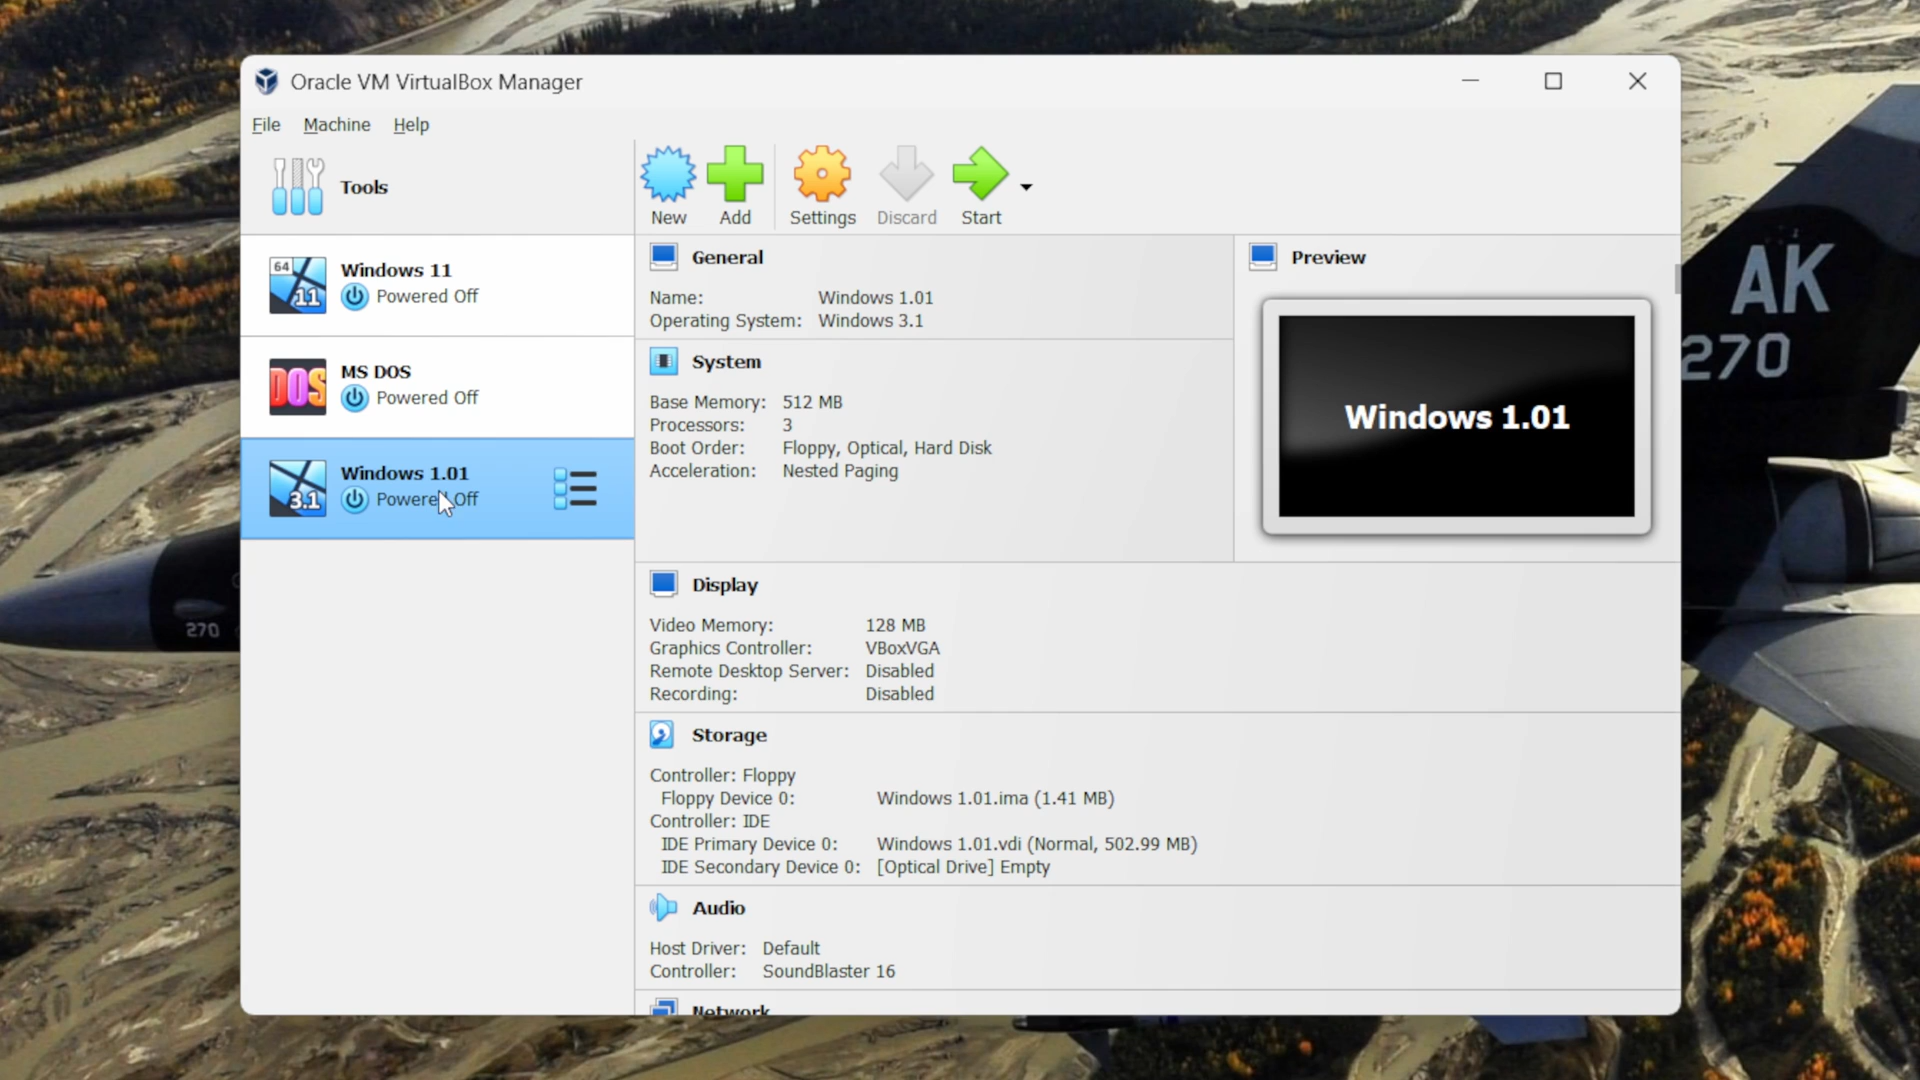 Oracle VM VirtualBox Manager
File Machine Help
Tools
New Add Settings Discard Start
64
11
Windows 11
Powered Off
DOS
MS DOS
Powered Off
3.1
Windows 1.01
Powered Off
General
Name: Windows 1.01
Operating System: Windows 3.1
System
Base Memory: 512 MB
Processors: 3
Boot Order: Floppy, Optical, Hard Disk
Acceleration: Nested Paging
Preview
Windows 1.01
Display
Video Memory: 128 MB
Graphics Controller: VBoxVGA
Remote Desktop Server: Disabled
Recording: Disabled
Storage
Controller: Floppy
Floppy Device 0: Windows 1.01.ima (1.41 MB)
Controller: IDE
IDE Primary Device 0: Windows 1.01.vdi (Normal, 502.99 MB)
IDE Secondary Device 0: [Optical Drive] Empty
Audio
Host Driver: Default
Controller: SoundBlaster 16
Network
AK
270
270